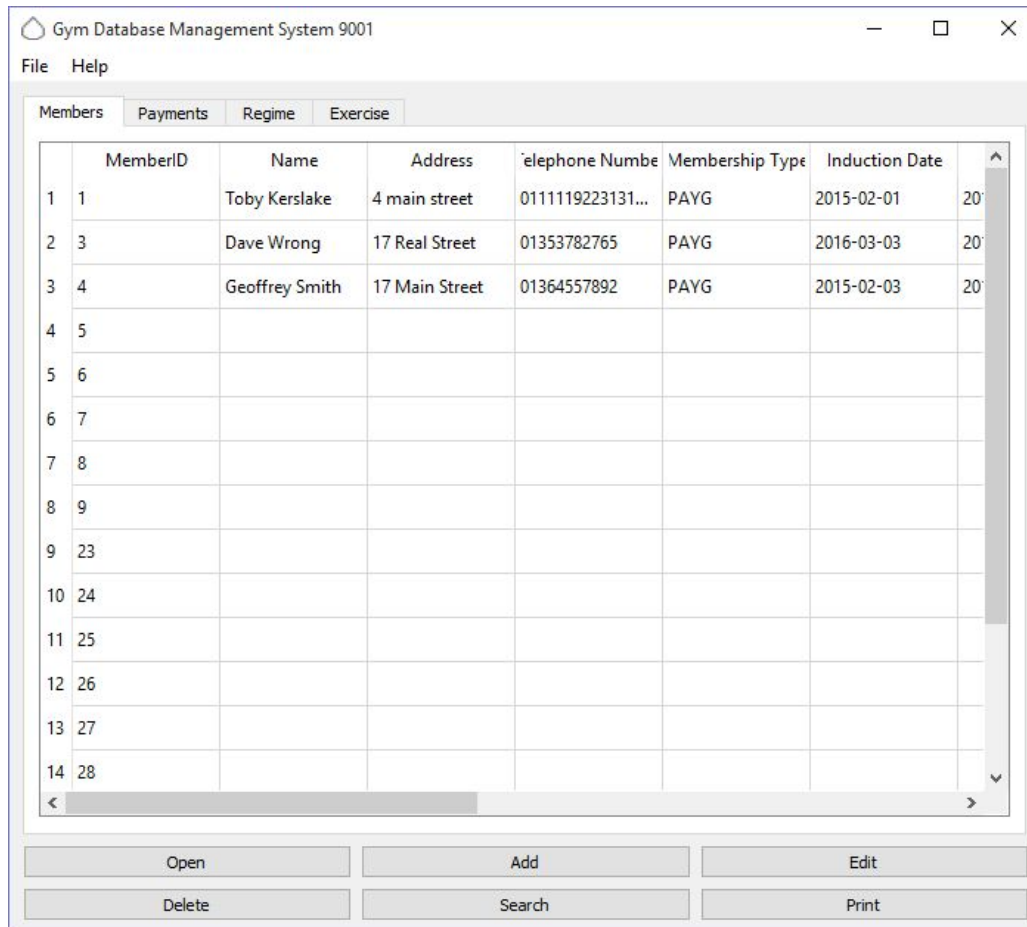 Gym Database Management System 9001
File Help
Members Payments Regime Exercise
MemberID Name Address Telephone Numbe Membership Type Induction Date
1 1 Toby Kerslake 4 main street 0111119223131... PAYG 2015-02-01 201
2 3 Dave Wrong 17 Real Street 01353782765 PAYG 2016-03-03 201
3 4 Geoffrey Smith 17 Main Street 01364557892 PAYG 2015-02-03 201
4 5
5 6
6 7
7 8
8 9
9 23
10 24
11 25
12 26
13 27
14 28
Open Add Edit
Delete Search Print